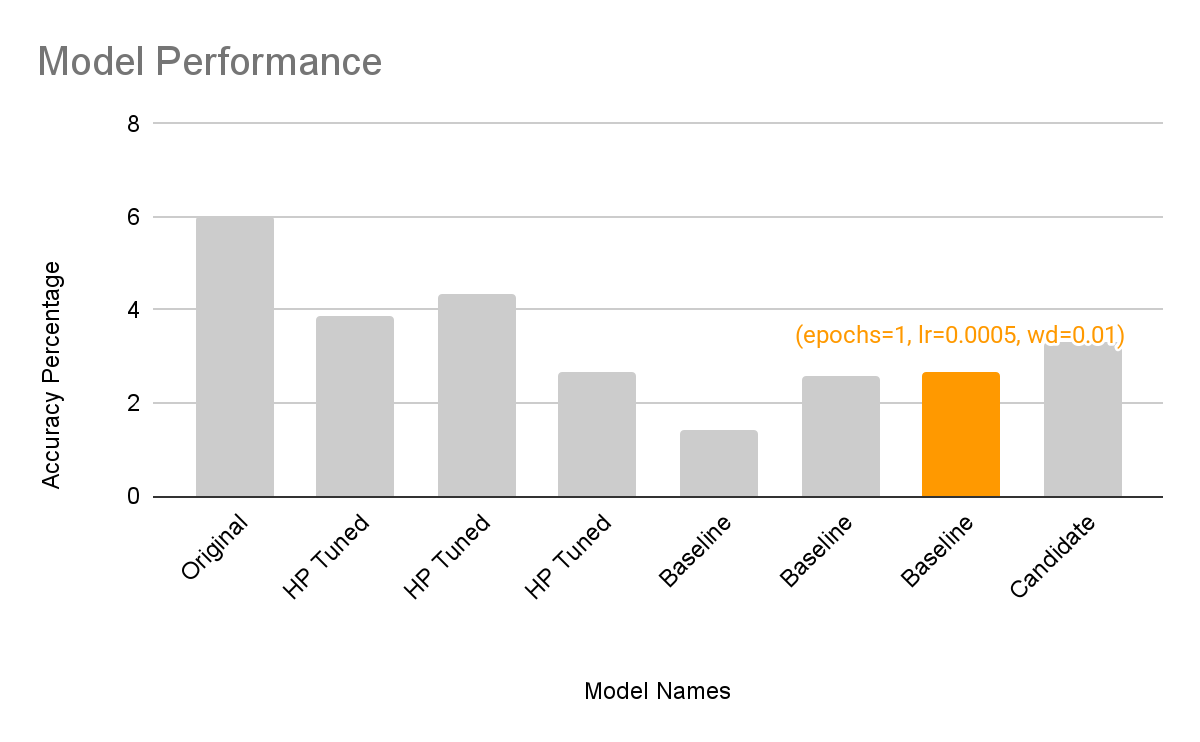 Model Performance
8
6
4
2
0
Accuracy Percentage
(epochs=1, lr=0.0005, wd=0.01)
Original
HP Tuned
HP Tuned
HP Tuned
Baseline
Baseline
Baseline
Candidate
Model Names